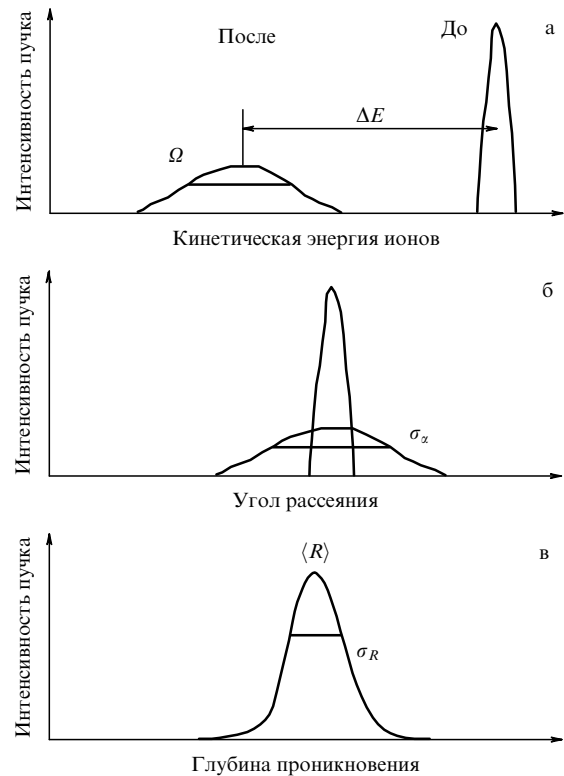 После
До
а
ΔE
Ω
Интенсивность пучка
Кинетическая энергия ионов
б
σα
Интенсивность пучка
Угол рассеяния
⟨R⟩
в
σR
Интенсивность пучка
Глубина проникновения